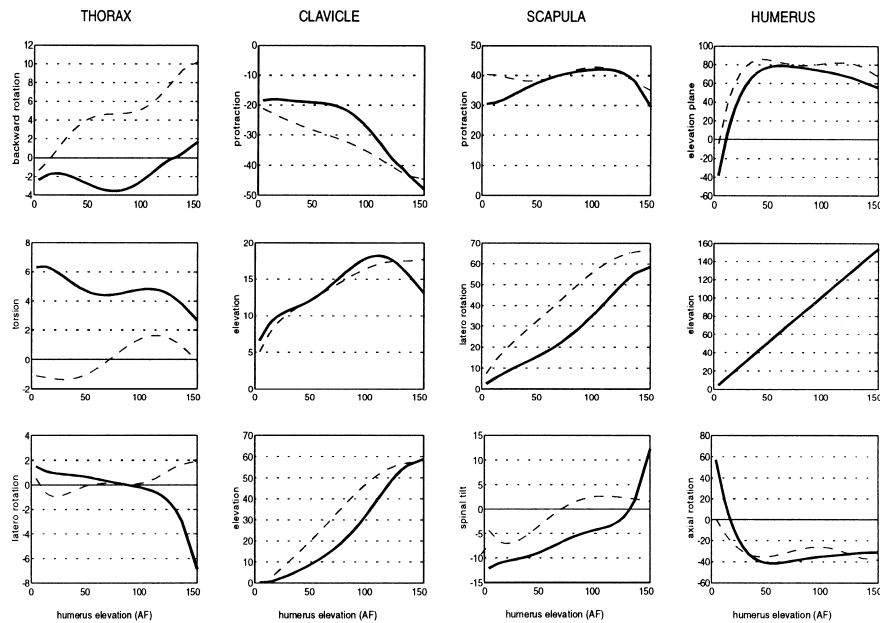 THORAX
CLAVICLE
SCAPULA
HUMERUS
backward rotation
12
10
8
6
4
2
0
-2
-4
0 50 100 150
protraction
0
-10
-20
-30
-40
-50
0 50 100 150
protraction
50
40
30
20
10
0
0 50 100 150
elevation plane
100
80
60
40
20
0
-20
-40
-60
0 50 100 150
torsion
8
6
4
2
0
-2
0 50 100 150
elevation
20
15
10
5
0
0 50 100 150
latero rotation
70
60
50
40
30
20
10
0
0 50 100 150
elevation
160
140
120
100
80
60
40
20
0
0 50 100 150
latero rotation
4
2
0
-2
-4
-6
-8
0 50 100 150
humerus elevation (AF)
elevation
70
60
50
40
30
20
10
0
0 50 100 150
humerus elevation (AF)
spinal tilt
15
10
5
0
-5
-10
-15
0 50 100 150
humerus elevation (AF)
axial rotation
80
60
40
20
0
-20
-40
-60
0 50 100 150
humerus elevation (AF)